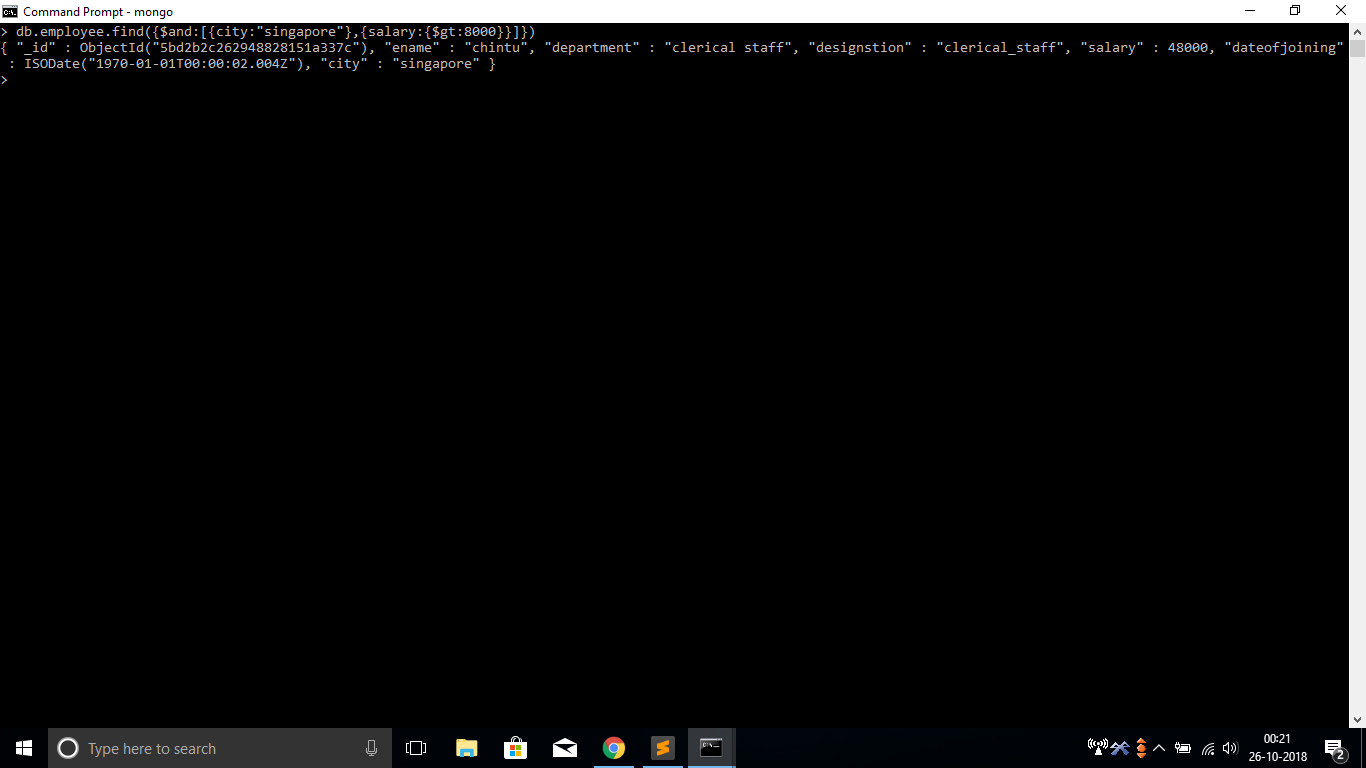 Command Prompt - mongo
> db.employee.find({$and:[{city:"singapore"},{salary:{$gt:8000}}]})
{ "_id" : ObjectId("5bd2b2c262948828151a337c"), "ename" : "chintu", "department" : "clerical staff", "designstion" : "clerical_staff", "salary" : 48000, "dateofjoining"
 : ISODate("1970-01-01T00:00:02.004Z"), "city" : "singapore" }
>
Type here to search
00:21
26-10-2018
2